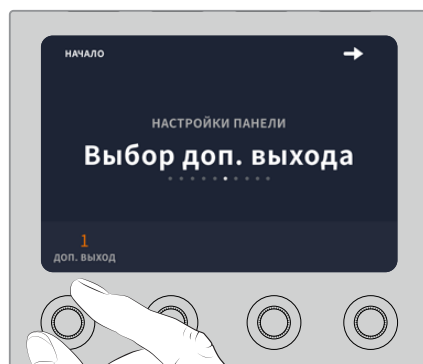 НАЧАЛО
НАСТРОЙКИ ПАНЕЛИ
Выбор доп. выхода
1
ДОП. ВЫХОД